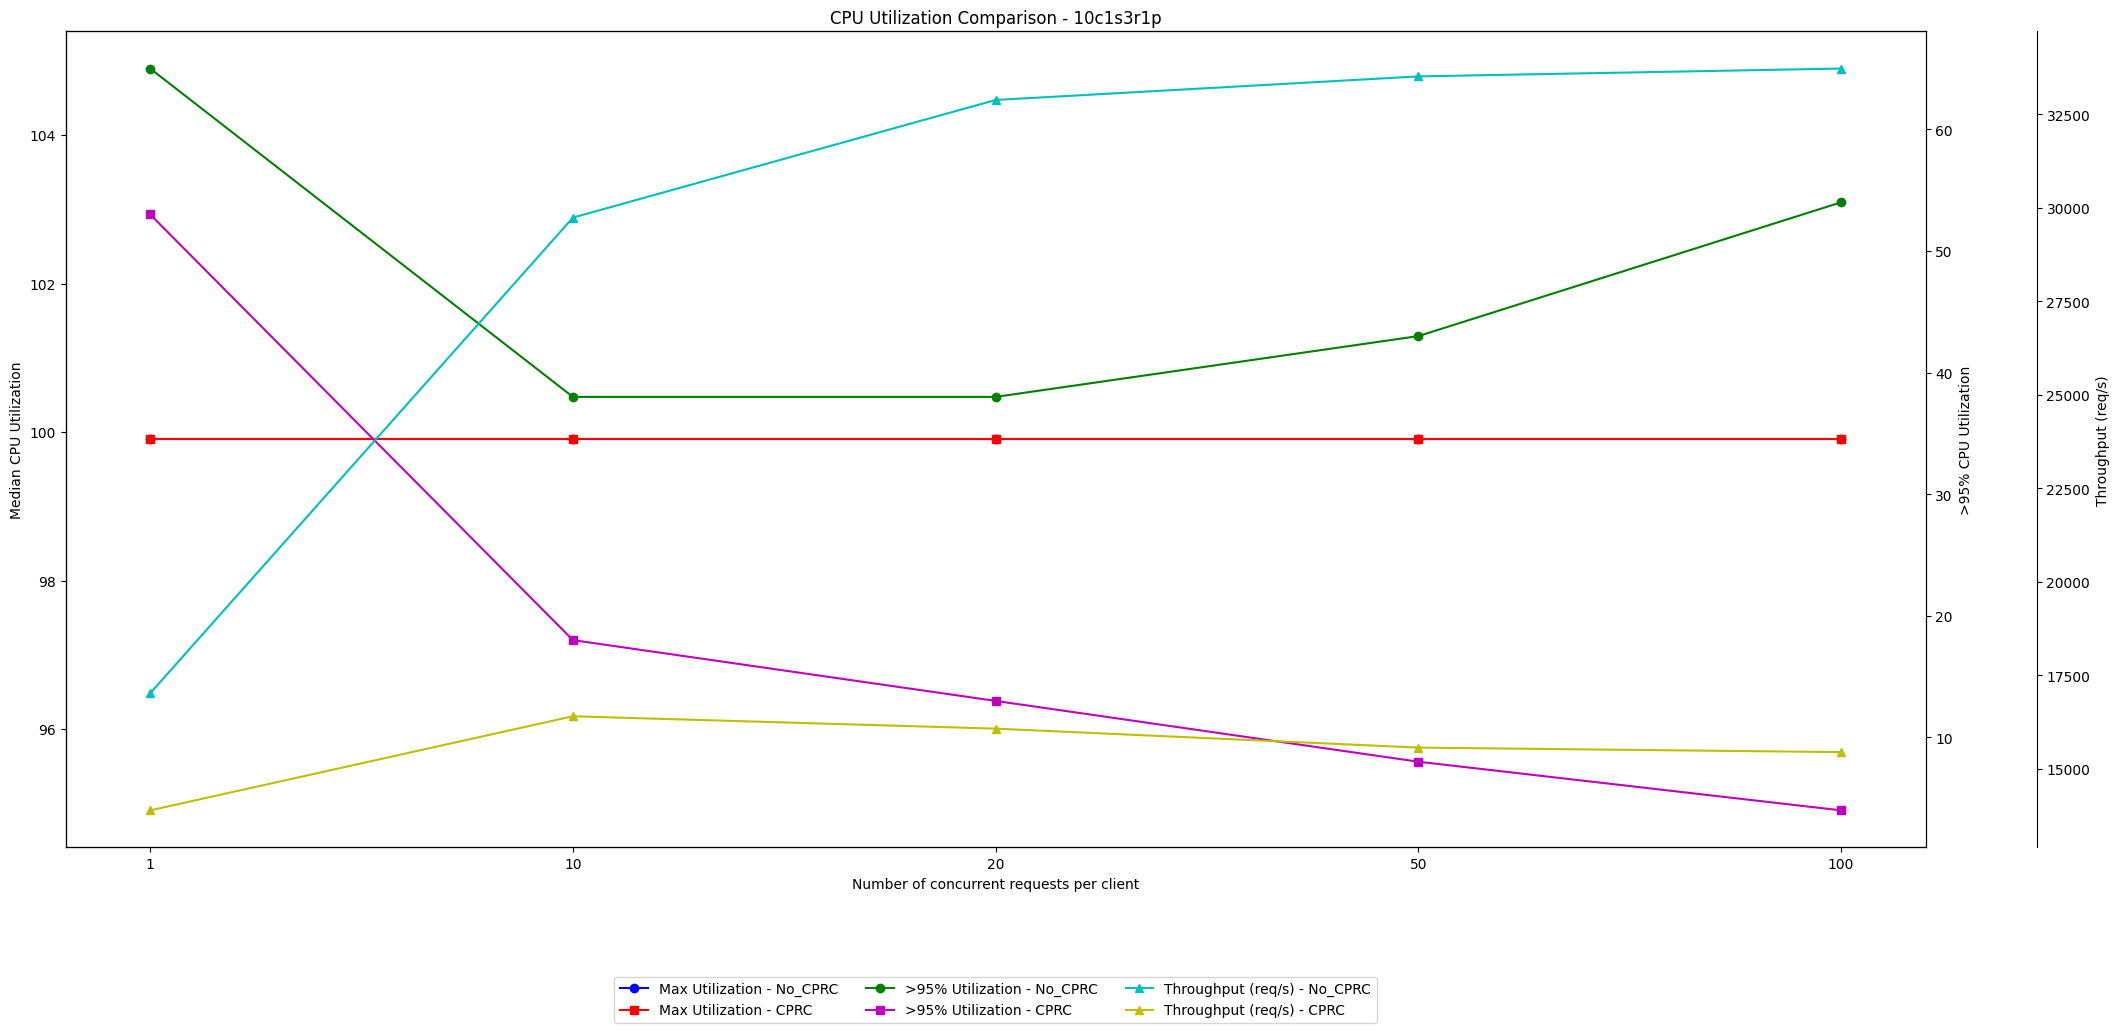 CPU Utilization Comparison - 10c1s3r1p
Median CPU Utilization
104
102
100
98
96
>95% CPU Utilization
60
50
40
30
20
10
Throughput (req/s)
32500
30000
27500
25000
22500
20000
17500
15000
1 10 20 50 100
Number of concurrent requests per client
Max Utilization - No_CPRC
Max Utilization - CPRC
>95% Utilization - No_CPRC
>95% Utilization - CPRC
Throughput (req/s) - No_CPRC
Throughput (req/s) - CPRC